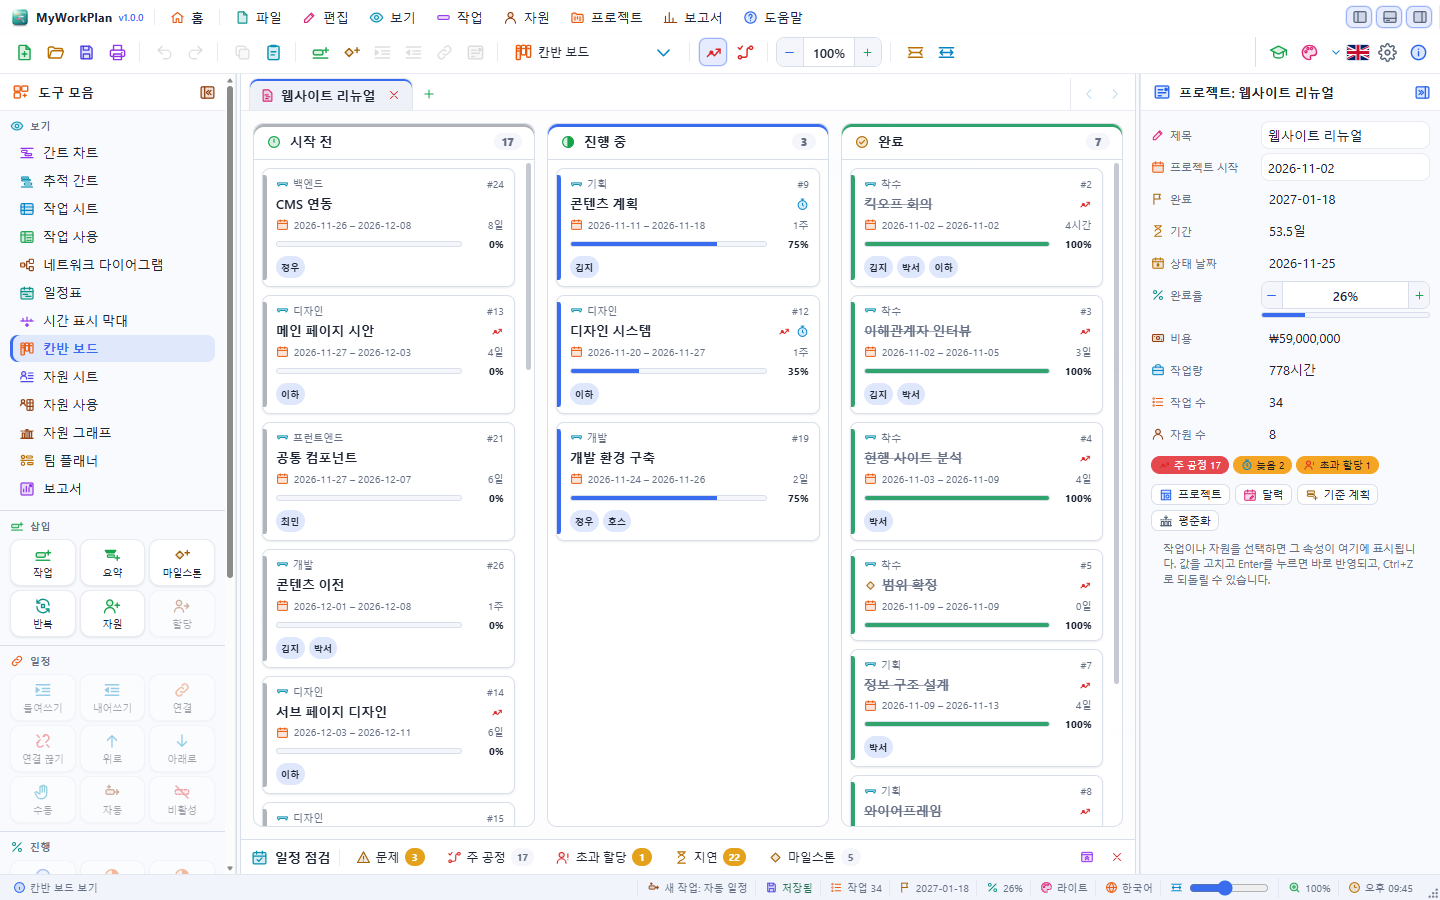 MyWorkPlan v1.0.0 홈 파일 편집 보기 작업 자원 프로젝트 보고서 도움말
칸반 보드 − 100% +
도구 모음
보기
간트 차트
추적 간트
작업 시트
작업 사용
네트워크 다이어그램
일정표
시간 표시 막대
칸반 보드
자원 시트
자원 사용
자원 그래프
팀 플래너
보고서
삽입
작업 요약 마일스톤
반복 자원 할당
일정
들여쓰기 내어쓰기 연결
연결 끊기 위로 아래로
수동 자동 비활성
진행
웹사이트 리뉴얼
시작 전 17
백엔드 #24
CMS 연동
2026-11-26 – 2026-12-08 8일
0%
정우
디자인 #13
메인 페이지 시안
2026-11-27 – 2026-12-03 4일
0%
이하
프런트엔드 #21
공통 컴포넌트
2026-11-27 – 2026-12-07 6일
0%
최민
개발 #26
콘텐츠 이전
2026-12-01 – 2026-12-08 1주
0%
김지 박서
디자인 #14
서브 페이지 디자인
2026-12-03 – 2026-12-11 6일
0%
이하
디자인 #15
진행 중 3
기획 #9
콘텐츠 계획
2026-11-11 – 2026-11-18 1주
75%
김지
디자인 #12
디자인 시스템
2026-11-20 – 2026-11-27 1주
35%
이하
개발 #19
개발 환경 구축
2026-11-24 – 2026-11-26 2일
75%
정우 호스
완료 7
착수 #2
킥오프 회의
2026-11-02 – 2026-11-02 4시간
100%
김지 박서 이하
착수 #3
이해관계자 인터뷰
2026-11-02 – 2026-11-05 3일
100%
김지 박서
착수 #4
현행 사이트 분석
2026-11-03 – 2026-11-09 4일
100%
박서
착수 #5
범위 확정
2026-11-09 – 2026-11-09 0일
100%
기획 #7
정보 구조 설계
2026-11-09 – 2026-11-13 4일
100%
박서
기획 #8
와이어프레임
일정 점검 문제 3 주 공정 17 초과 할당 1 지연 22 마일스톤 5
프로젝트: 웹사이트 리뉴얼
제목 웹사이트 리뉴얼
프로젝트 시작 2026-11-02
완료 2027-01-18
기간 53.5일
상태 날짜 2026-11-25
완료율 − 26% +
비용 ₩59,000,000
작업량 778시간
작업 수 34
자원 수 8
주 공정 17 늦음 2 초과 할당 1
프로젝트 달력 기준 계획
평준화
작업이나 자원을 선택하면 그 속성이 여기에 표시됩니
다. 값을 고치고 Enter를 누르면 바로 반영되고, Ctrl+Z
로 되돌릴 수 있습니다.
칸반 보드 보기 새 작업: 자동 일정 저장됨 작업 34 2027-01-18 26% 라이트 한국어 100% 오후 09:45